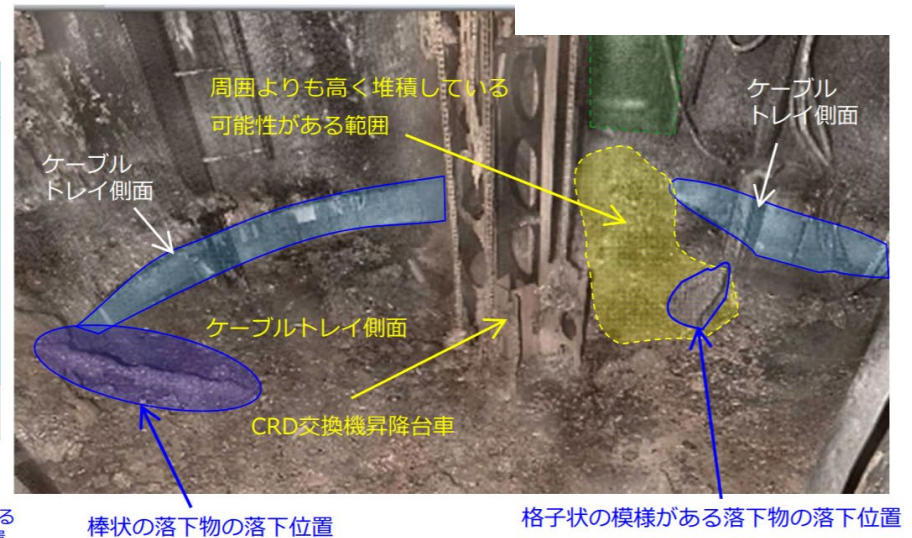 周囲よりも高く堆積している
可能性がある範囲
ケーブル
トレイ側面
ケーブル
トレイ側面
ケーブルトレイ側面
CRD交換機昇降台車
棒状の落下物の落下位置
格子状の模様がある落下物の落下位置
る